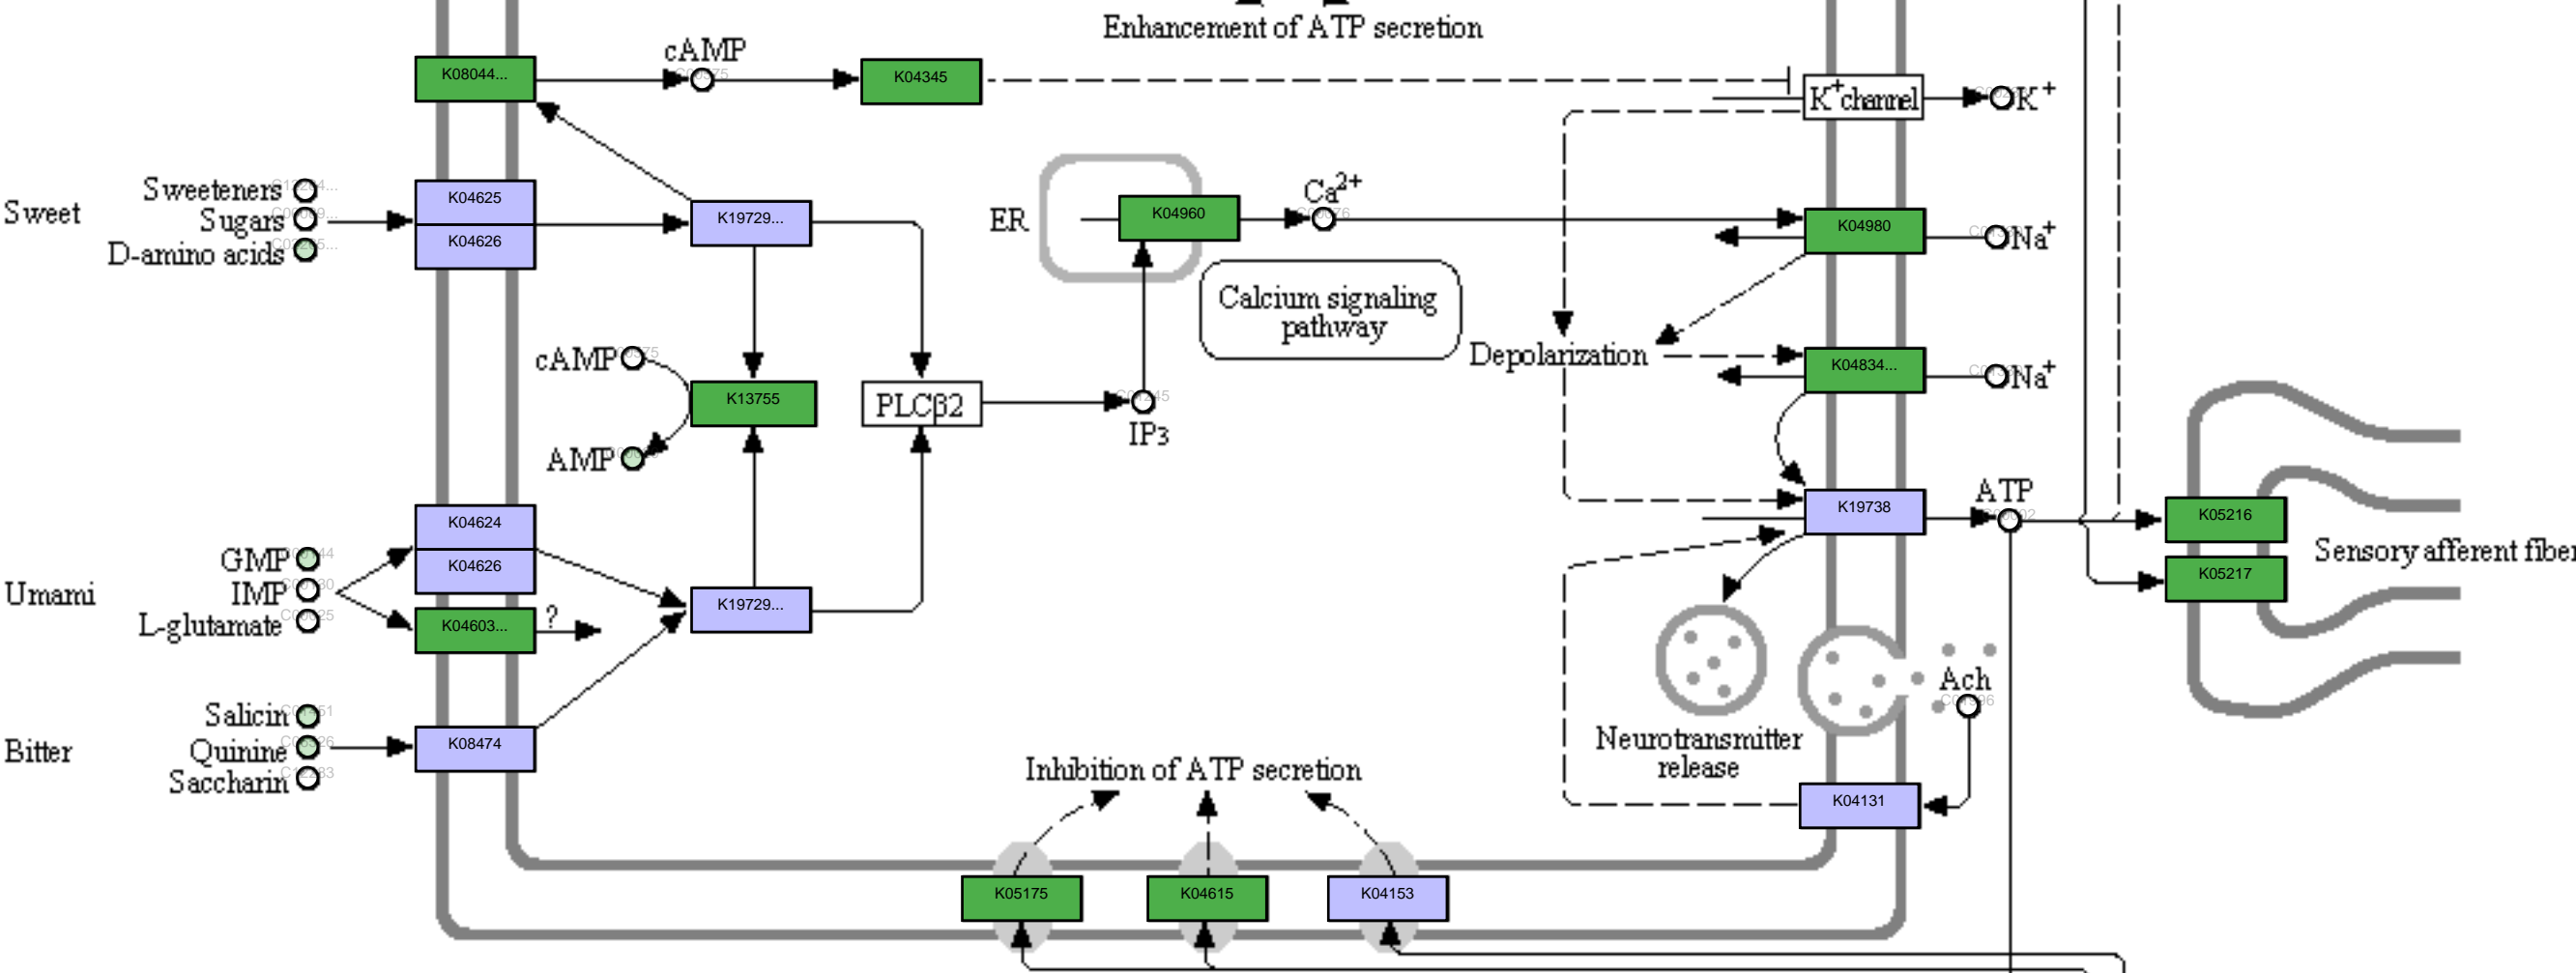 Enhancement of ATP secretion
K08044...
cAMP
K04345
K+channel
K+
Sweet
Sweeteners
Sugars
D-amino acids
K04625
K04626
K19729...
ER
K04960
Ca2+
K04980
Na+
Calcium signaling
pathway
Depolarization
K04834...
Na+
cAMP
AMP
K13755
PLCβ2
IP3
Umami
GMP
IMP
L-glutamate
K04624
K04626
K04603...
?
K19729...
K19738
ATP
K05216
K05217
Sensory afferent fiber
Bitter
Salicin
Quinine
Saccharin
K08474
Neurotransmitter
release
Ach
K04131
Inhibition of ATP secretion
K05175
K04615
K04153